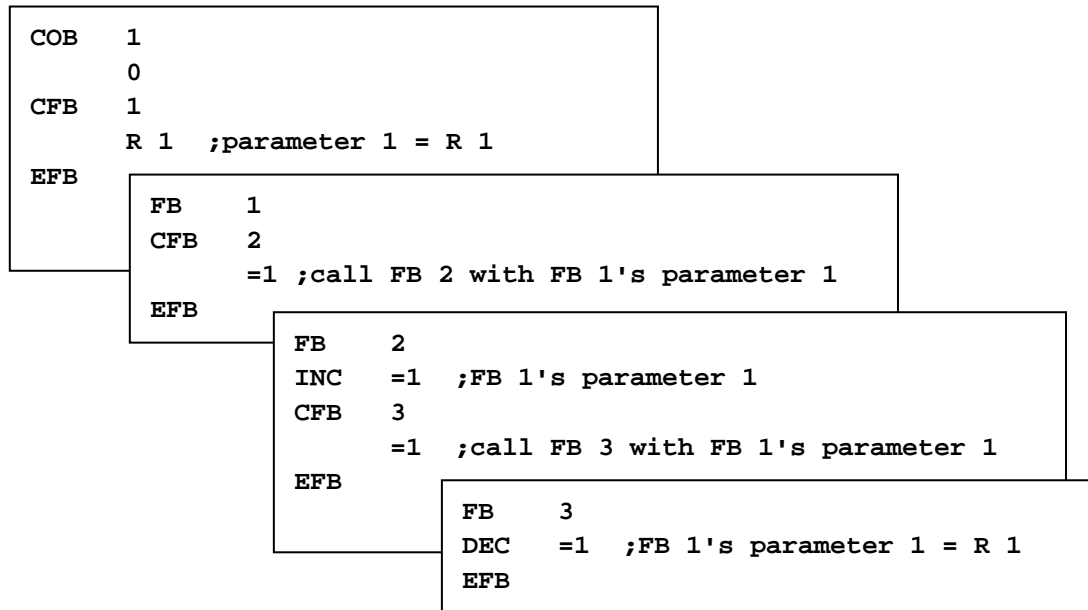 COB 1
0
CFB 1
R 1 ;parameter 1 = R 1
EFB
FB 1
CFB 2
=1 ;call FB 2 with FB 1's parameter 1
EFB
FB 2
INC =1 ;FB 1's parameter 1
CFB 3
=1 ;call FB 3 with FB 1's parameter 1
EFB
FB 3
DEC =1 ;FB 1's parameter 1 = R 1
EFB